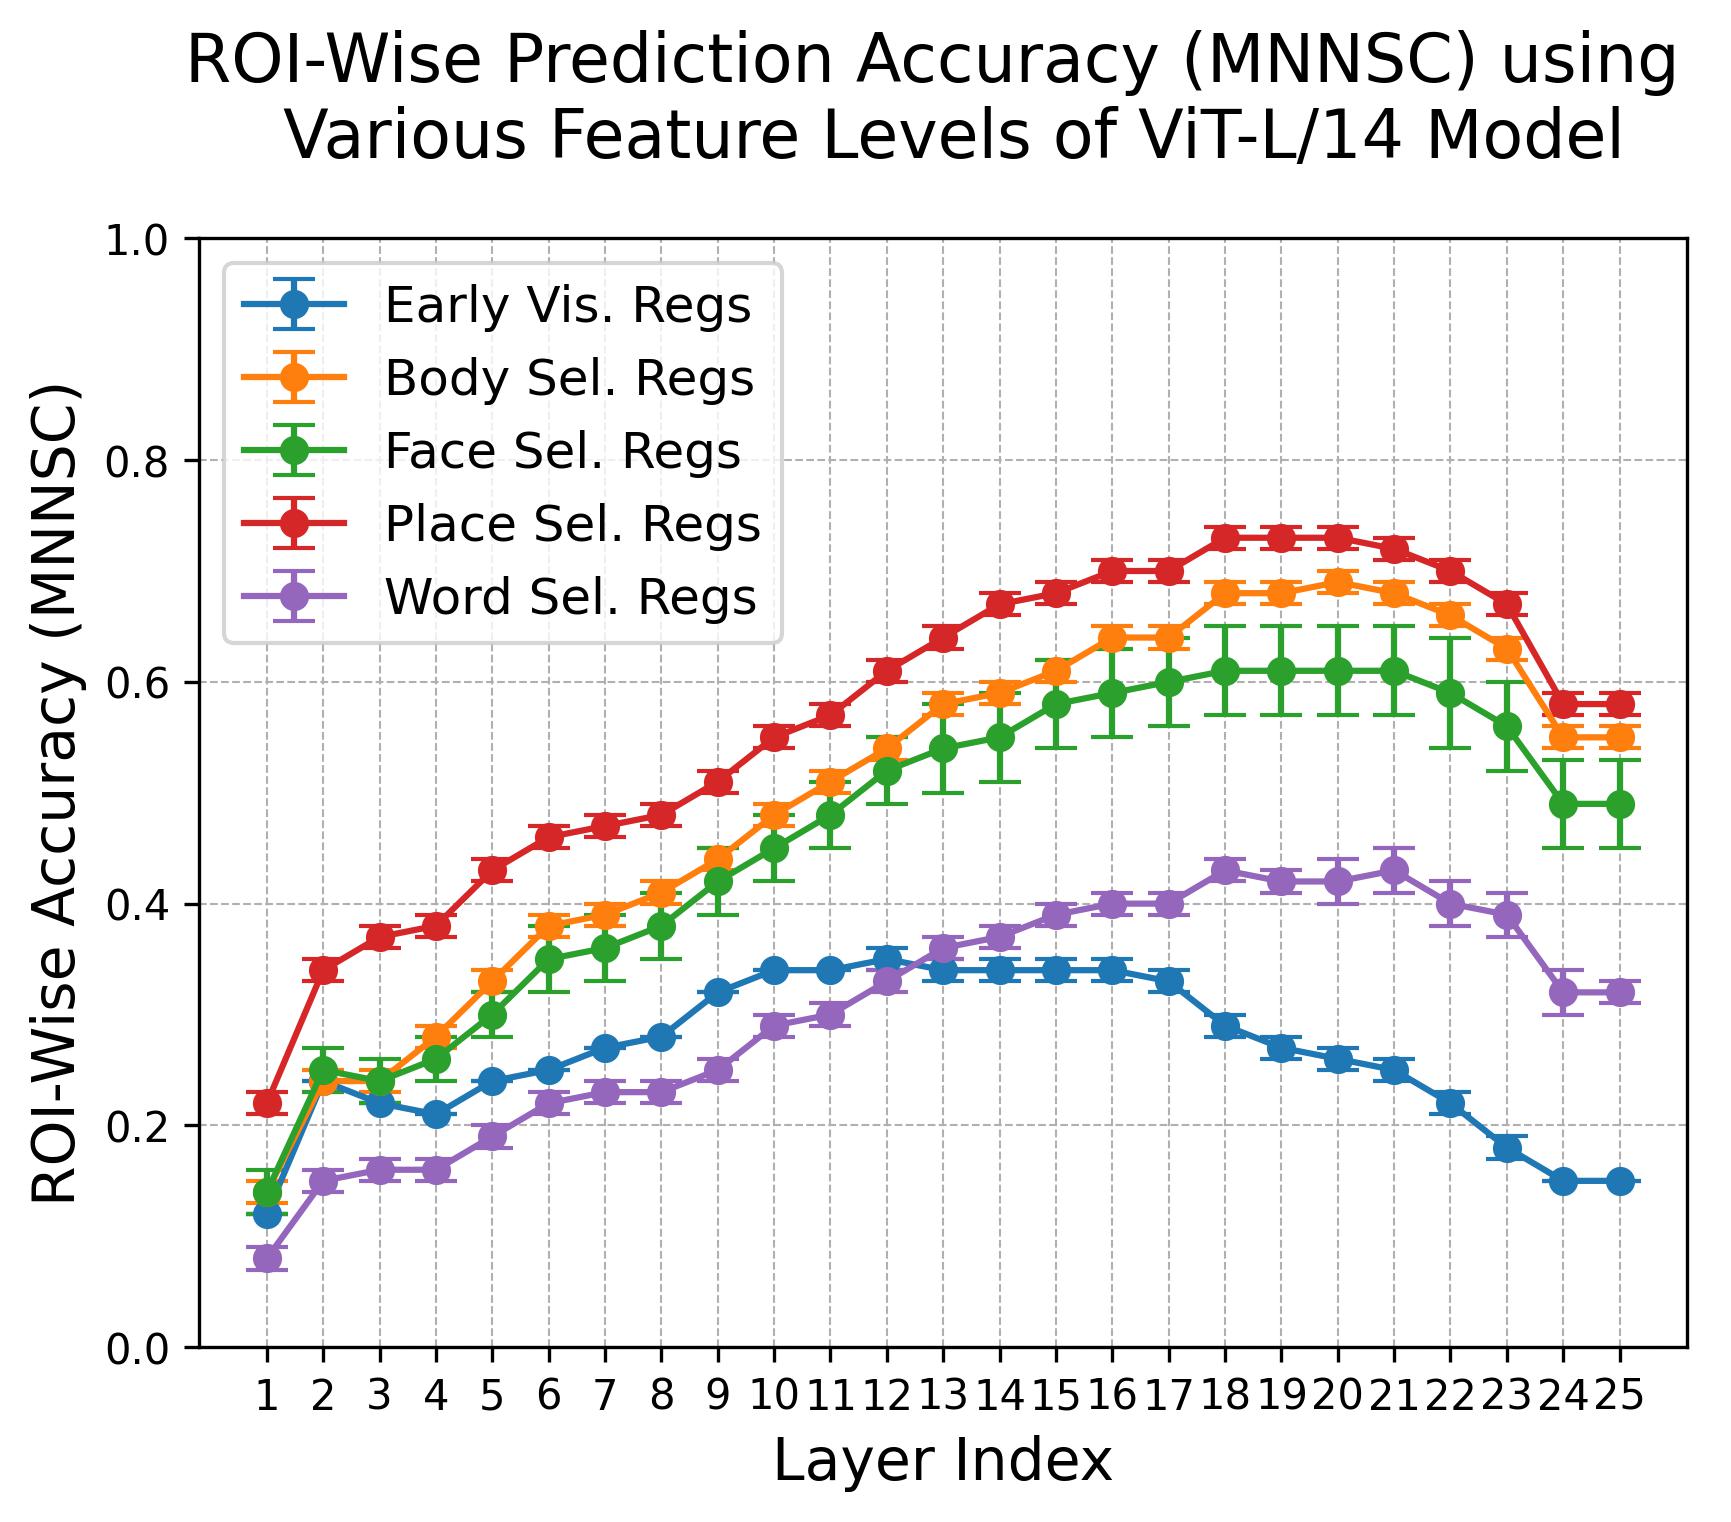 ROI-Wise Prediction Accuracy (MNNSC) using
Various Feature Levels of ViT-L/14 Model
ROI-Wise Accuracy (MNNSC)
1.0
0.8
0.6
0.4
0.2
0.0
Early Vis. Regs
Body Sel. Regs
Face Sel. Regs
Place Sel. Regs
Word Sel. Regs
1 2 3 4 5 6 7 8 9 10 11 12 13 14 15 16 17 18 19 20 21 22 23 24 25
Layer Index